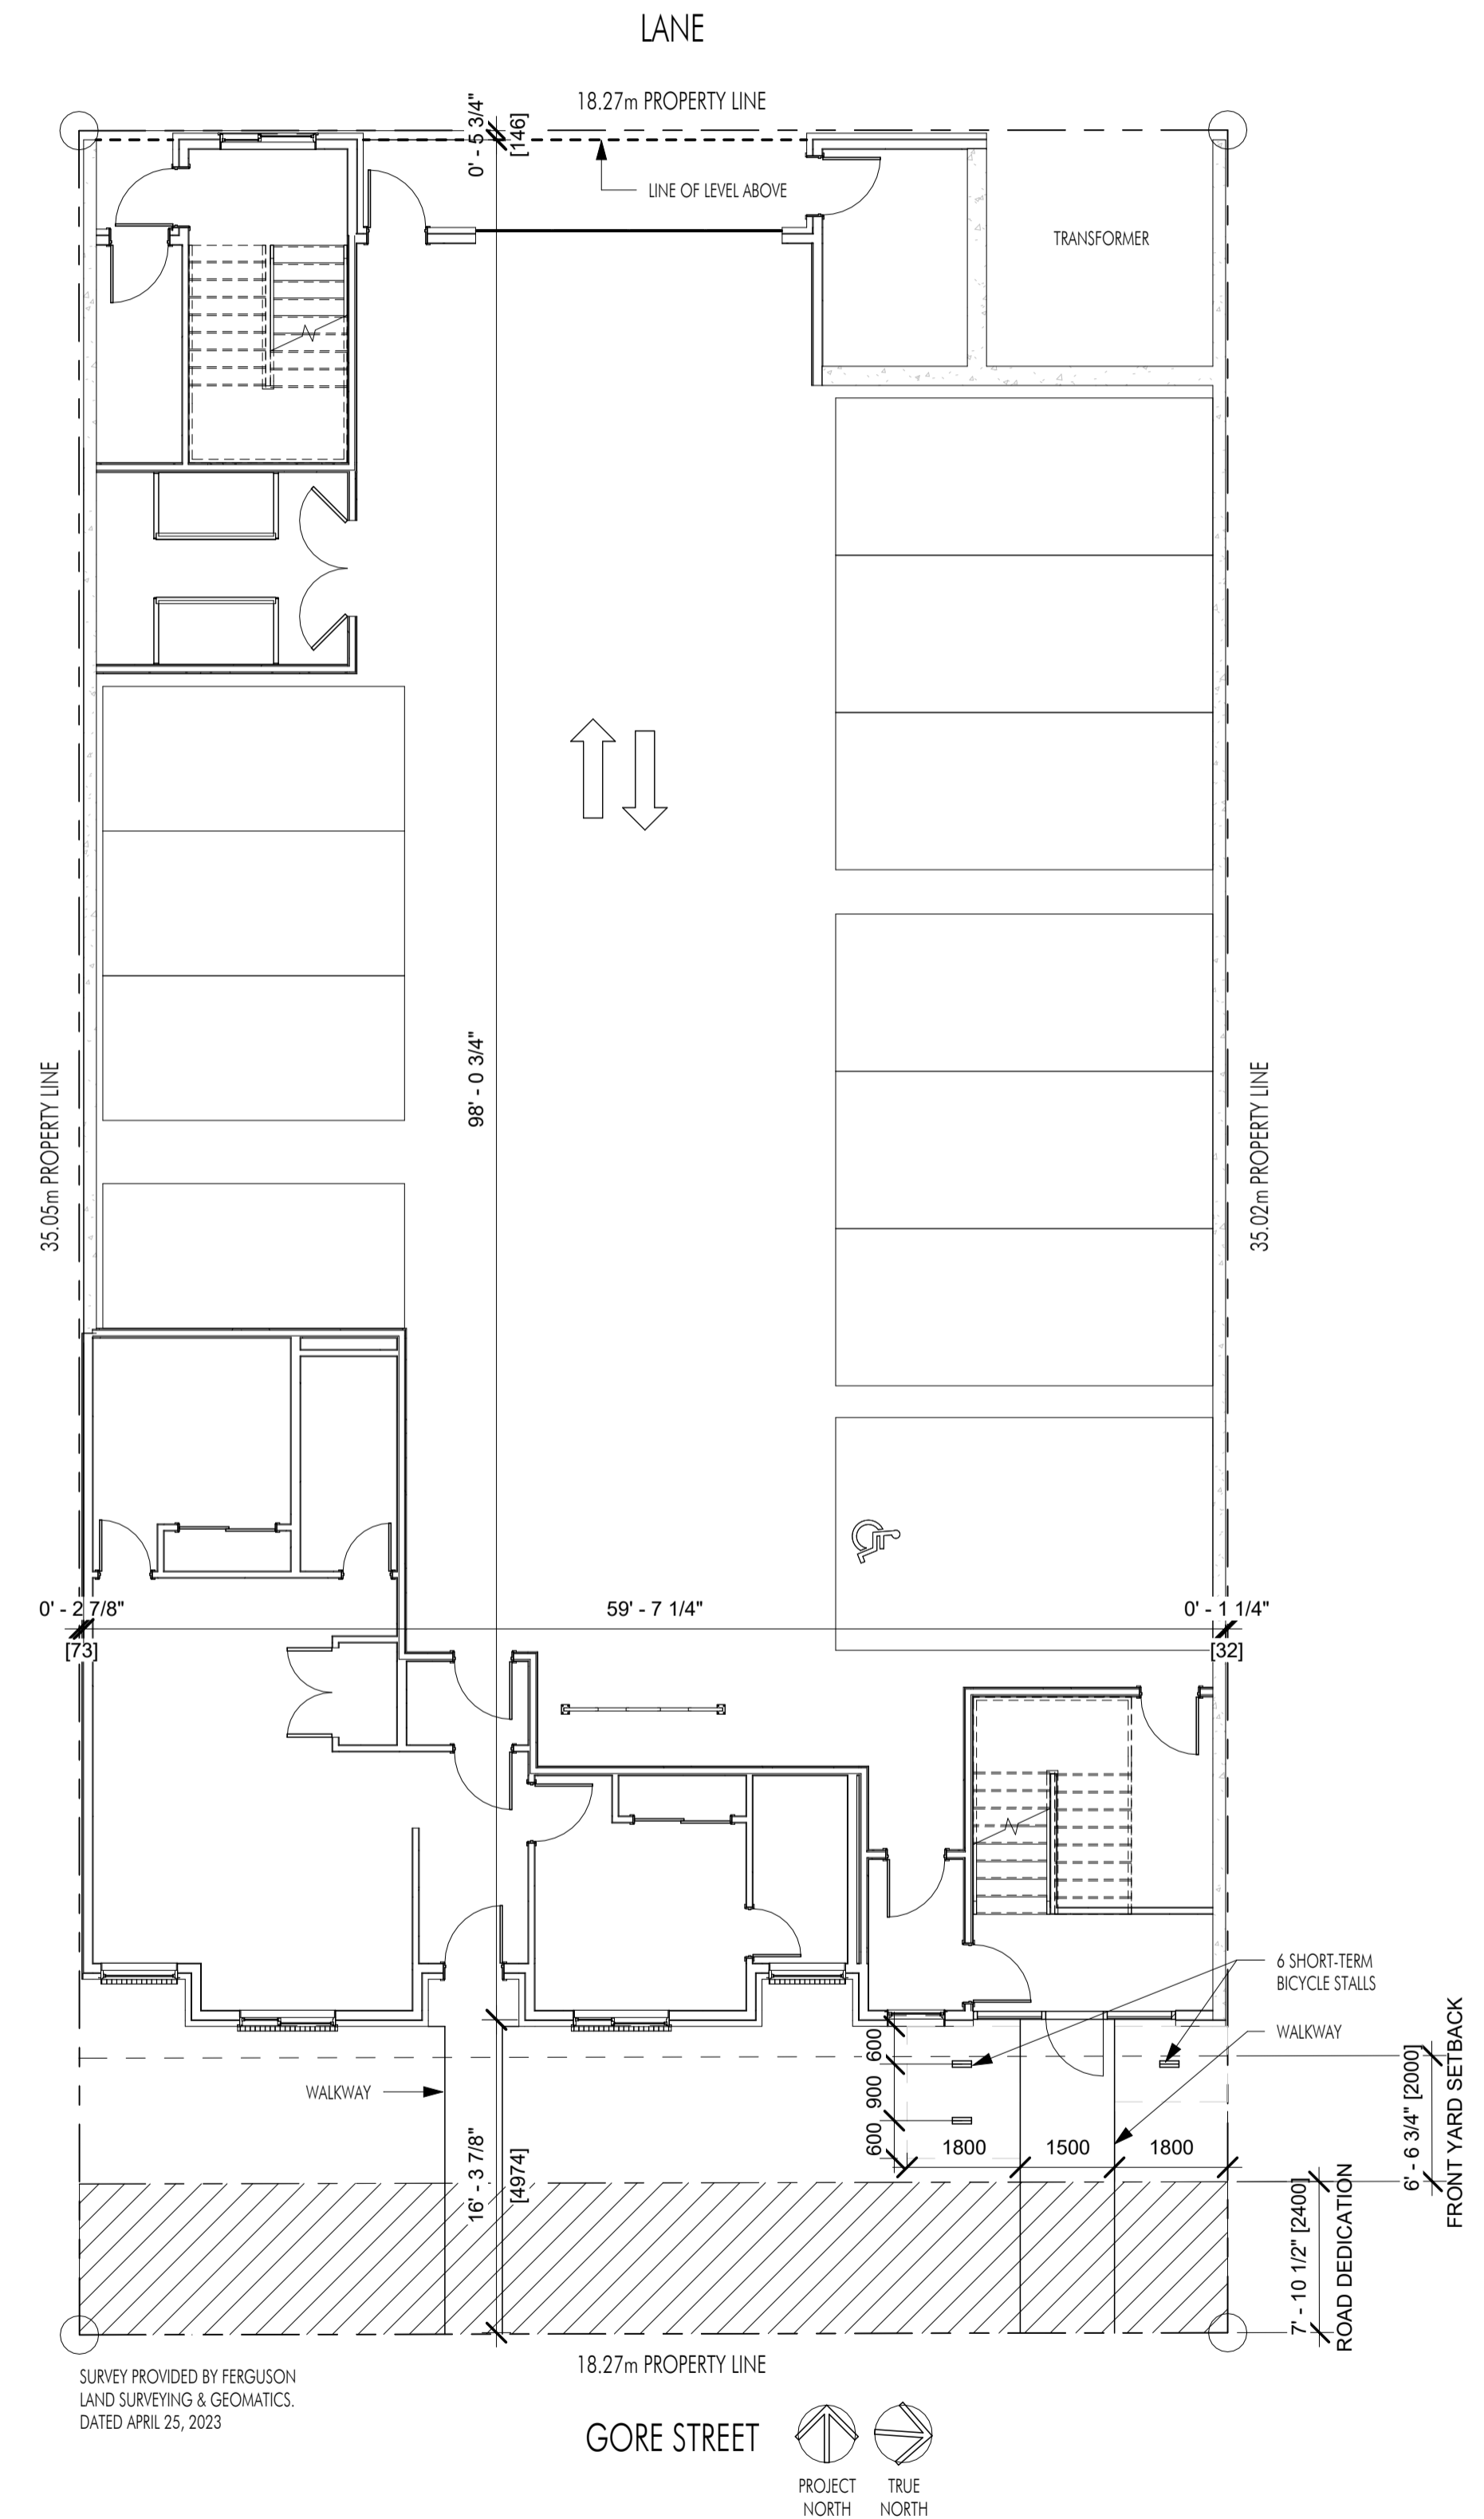 LANE
18.27m PROPERTY LINE
0' - 5 3/4"
[146]
LINE OF LEVEL ABOVE
TRANSFORMER
98' - 0 3/4"
35.05m PROPERTY LINE
35.02m PROPERTY LINE
0' - 2 7/8"
[73]
59' - 7 1/4"
0' - 1 1/4"
[32]
6 SHORT-TERM
BICYCLE STALLS
WALKWAY
WALKWAY
600
900
600
1800
1500
1800
16' - 3 7/8"
[4974]
6' - 6 3/4" [2000]
FRONT YARD SETBACK
7' - 10 1/2" [2400]
ROAD DEDICATION
18.27m PROPERTY LINE
SURVEY PROVIDED BY FERGUSON
LAND SURVEYING & GEOMATICS.
DATED APRIL 25, 2023
GORE STREET
PROJECT
NORTH
TRUE
NORTH